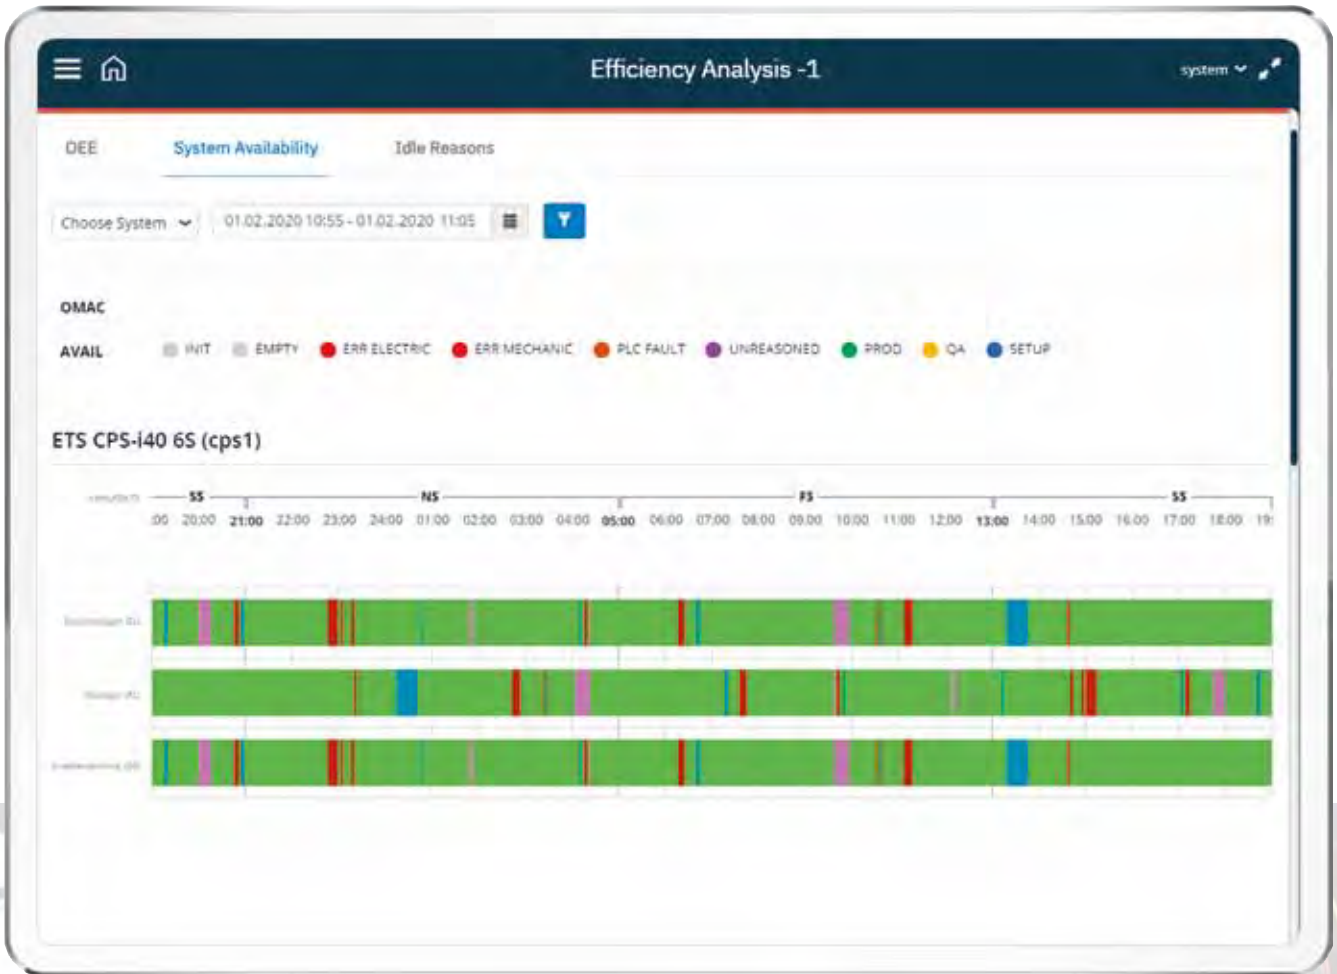 Efficiency Analysis -1
system
OEE System Availability Idle Reasons
Choose System 01.02.2020 10:55 - 01.02.2020 11:05
OMAC
AVAIL INIT EMPTY ERR ELECTRIC ERR MECHANIC PLC FAULT UNREASONED PROD QA SETUP
ETS CPS-i40 6S (cps1)
SS NS FS SS
:00 20:00 21:00 22:00 23:00 24:00 01:00 02:00 03:00 04:00 05:00 06:00 07:00 08:00 09:00 10:00 11:00 12:00 13:00 14:00 15:00 16:00 17:00 18:00 19: